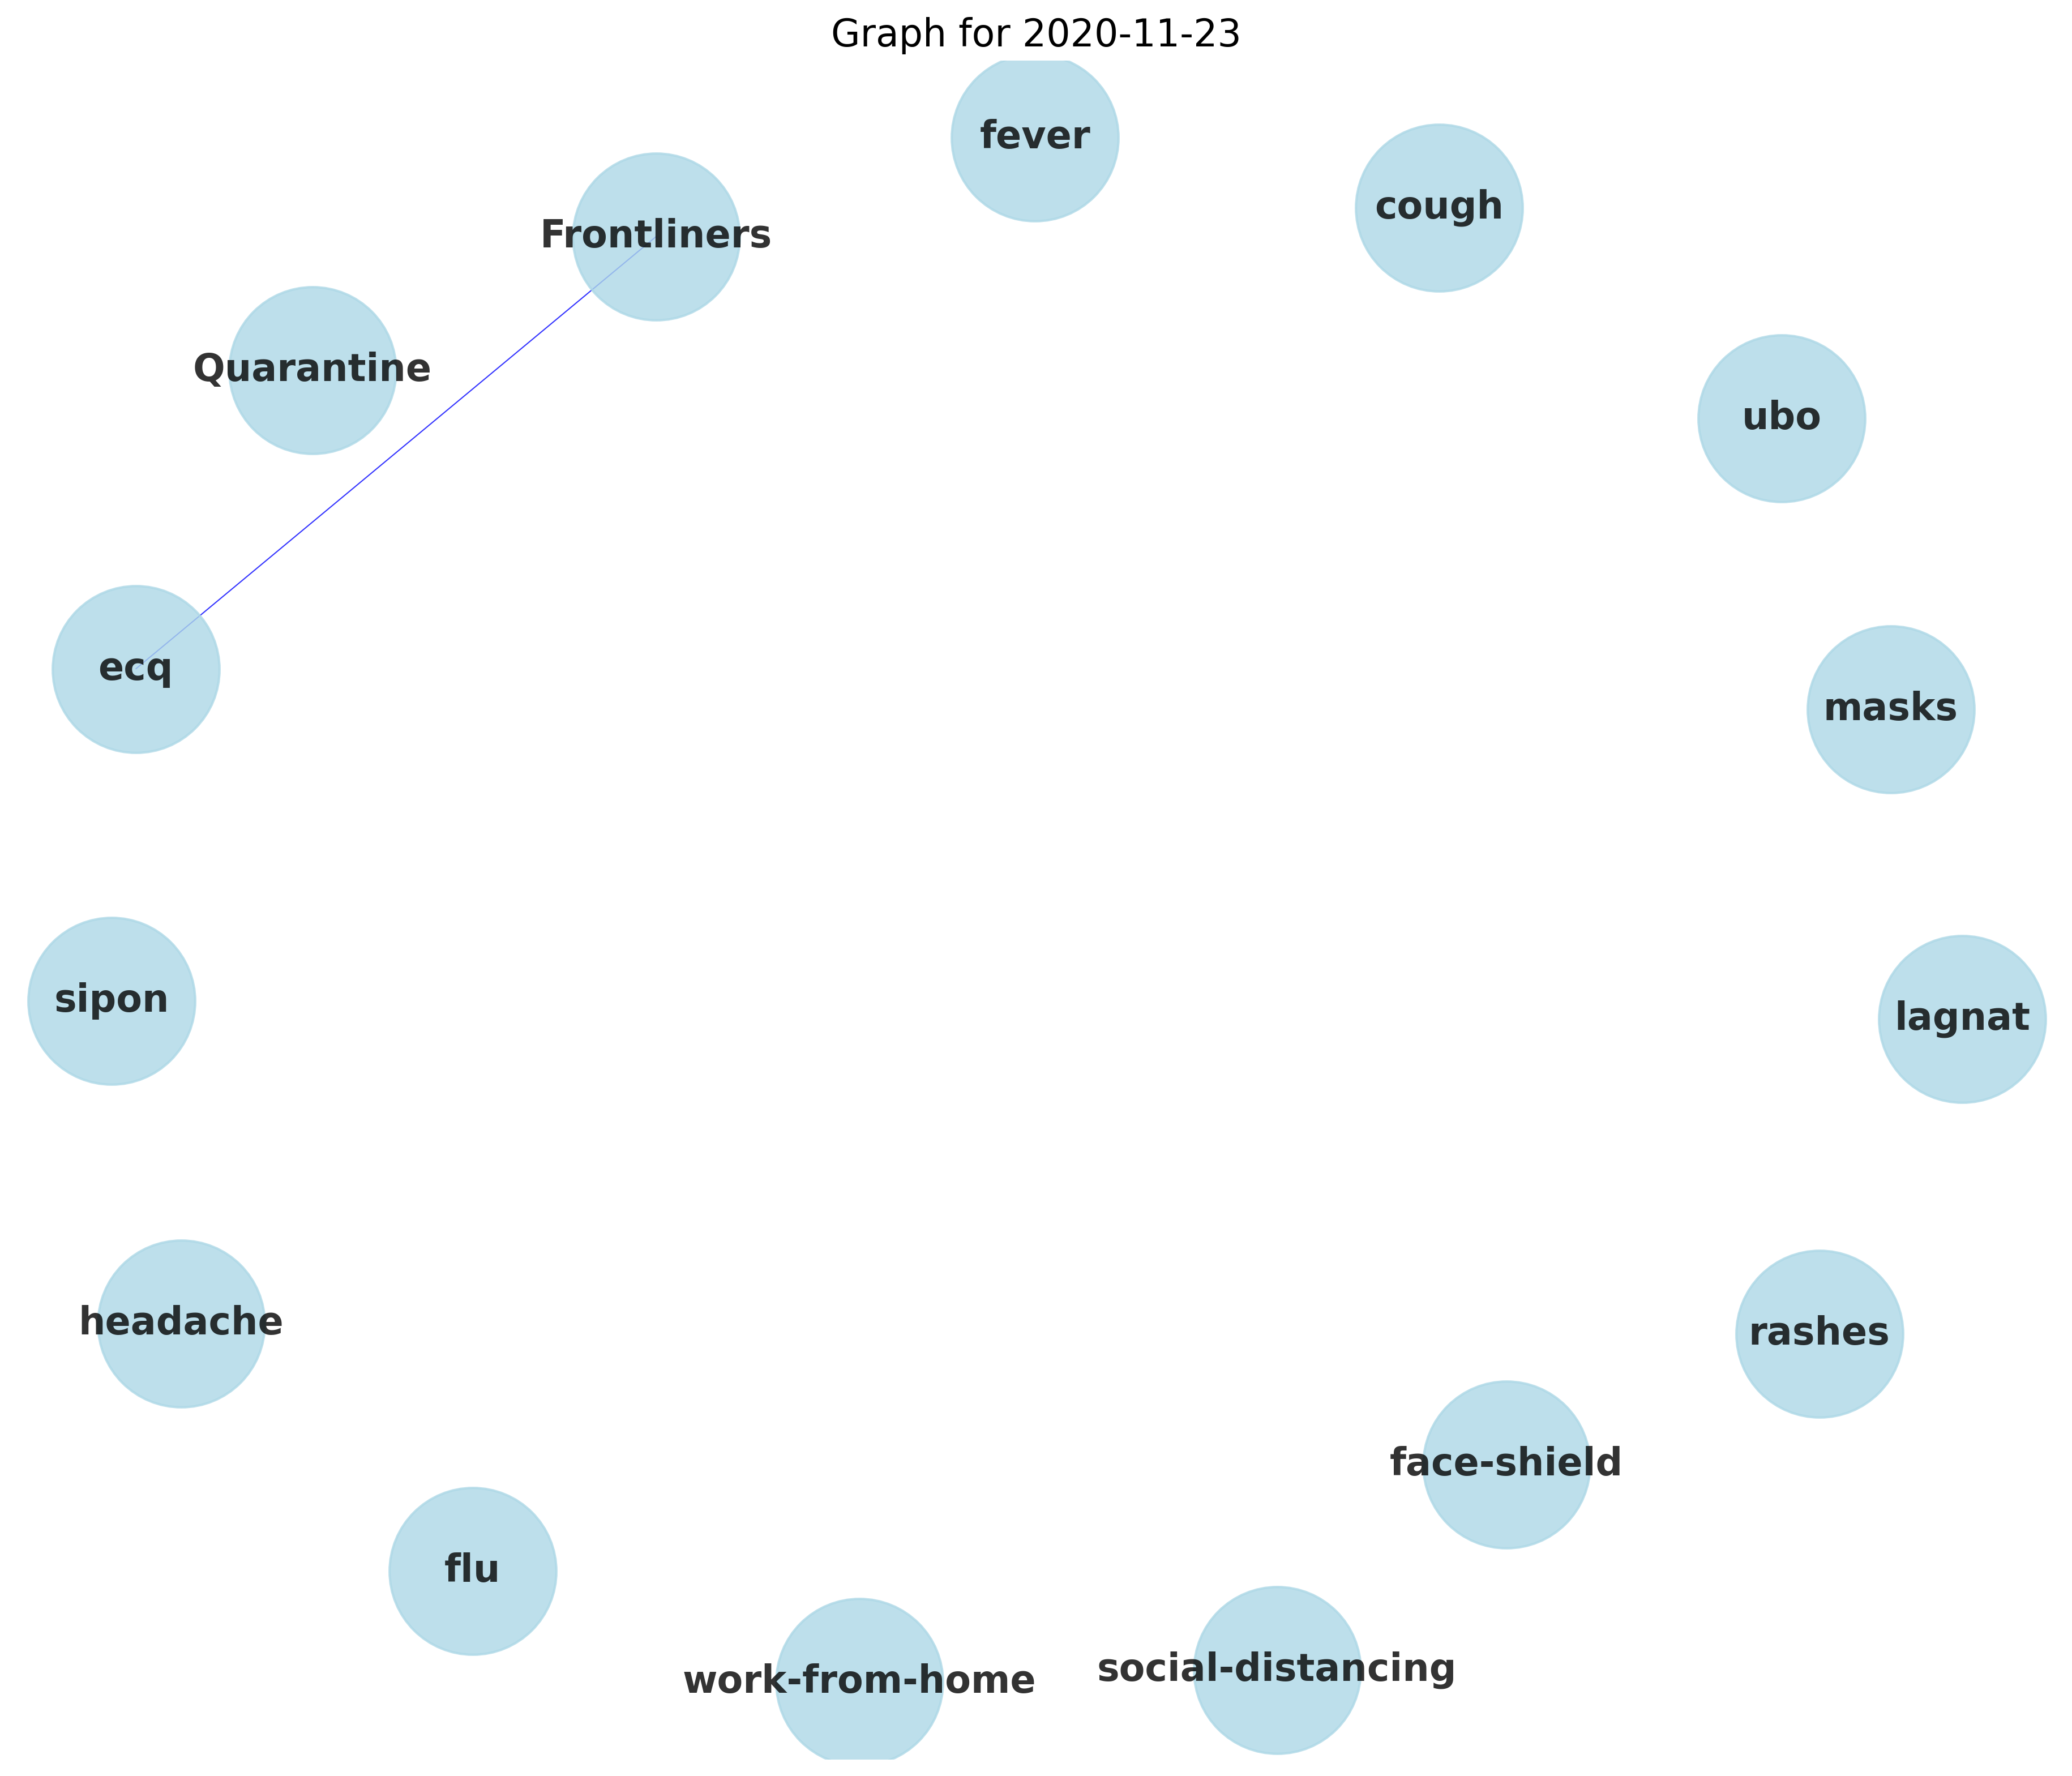 Graph for 2020-11-23
fever
cough
Frontliners
Quarantine
ubo
ecq
masks
sipon
lagnat
headache
rashes
face-shield
flu
social-distancing
work-from-home